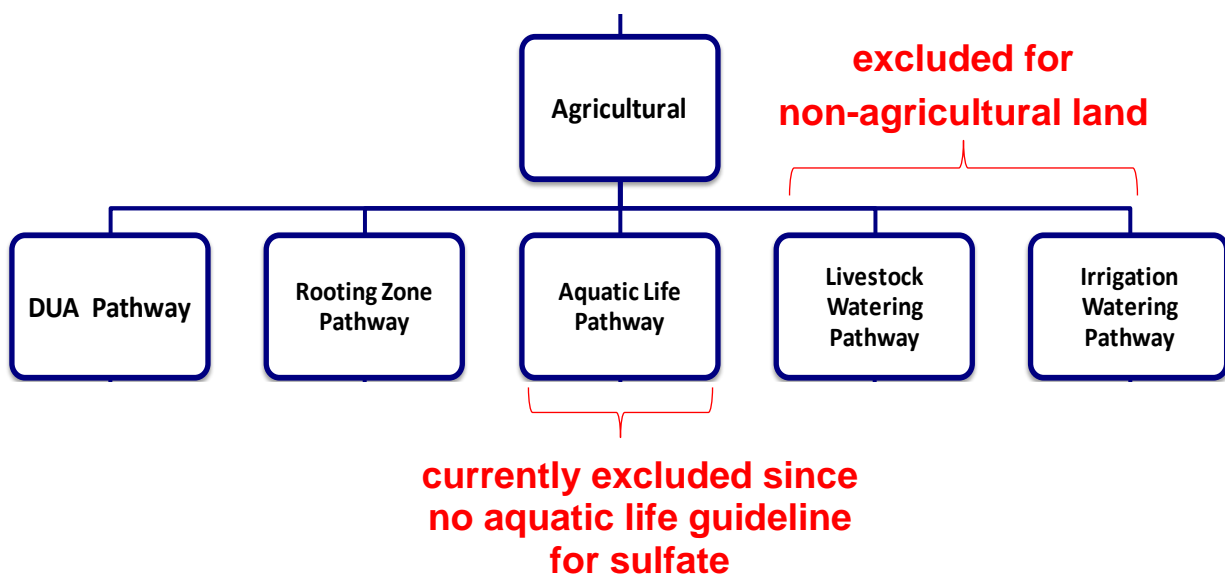 excluded for
non-agricultural land
Agricultural
DUA Pathway
Rooting Zone
Pathway
Aquatic Life
Pathway
Livestock
Watering
Pathway
Irrigation
Watering
Pathway
currently excluded since
no aquatic life guideline
for sulfate